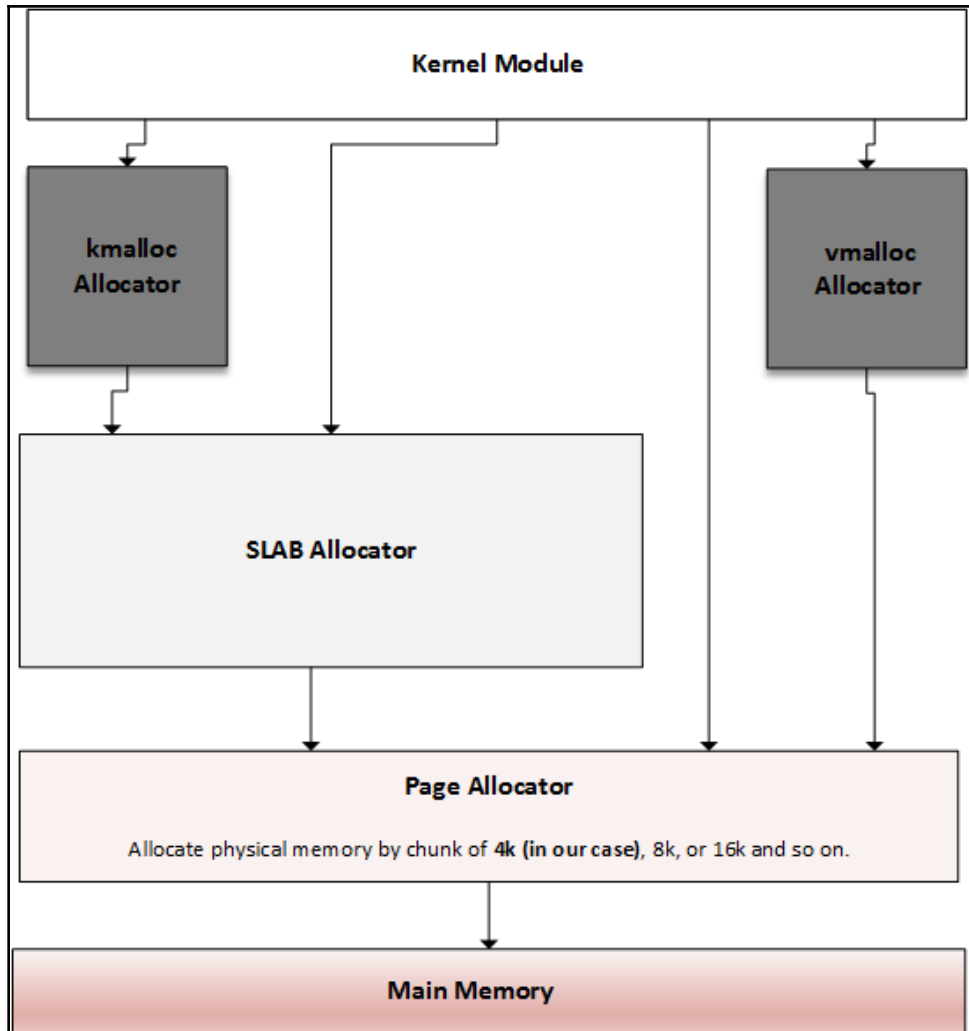 Kernel Module
kmalloc
Allocator
vmalloc
Allocator
SLAB Allocator
Page Allocator
Allocate physical memory by chunk of 4k (in our case), 8k, or 16k and so on.
Main Memory